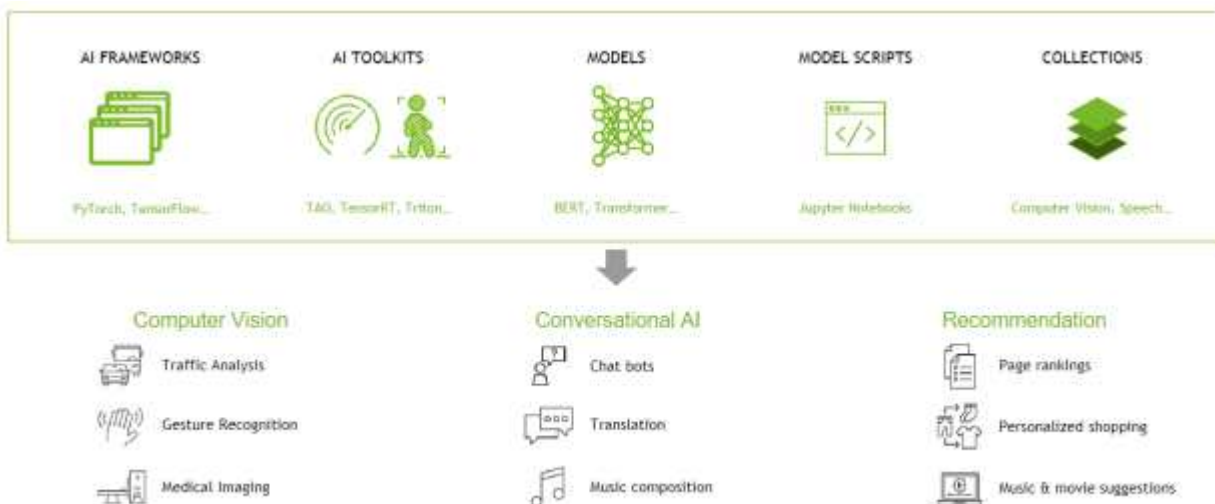 AI FRAMEWORKS
AI TOOLKITS
MODELS
MODEL SCRIPTS
COLLECTIONS
</>
PyTorch, TensorFlow...
TAO, TensorRT, Triton...
BERT, Transformer...
Jupyter Notebooks
Computer Vision, Speech...
Computer Vision
Conversational AI
Recommendation
Traffic Analysis
Chat bots
Page rankings
Gesture Recognition
Translation
Personalized shopping
Medical Imaging
Music composition
Music & movie suggestions